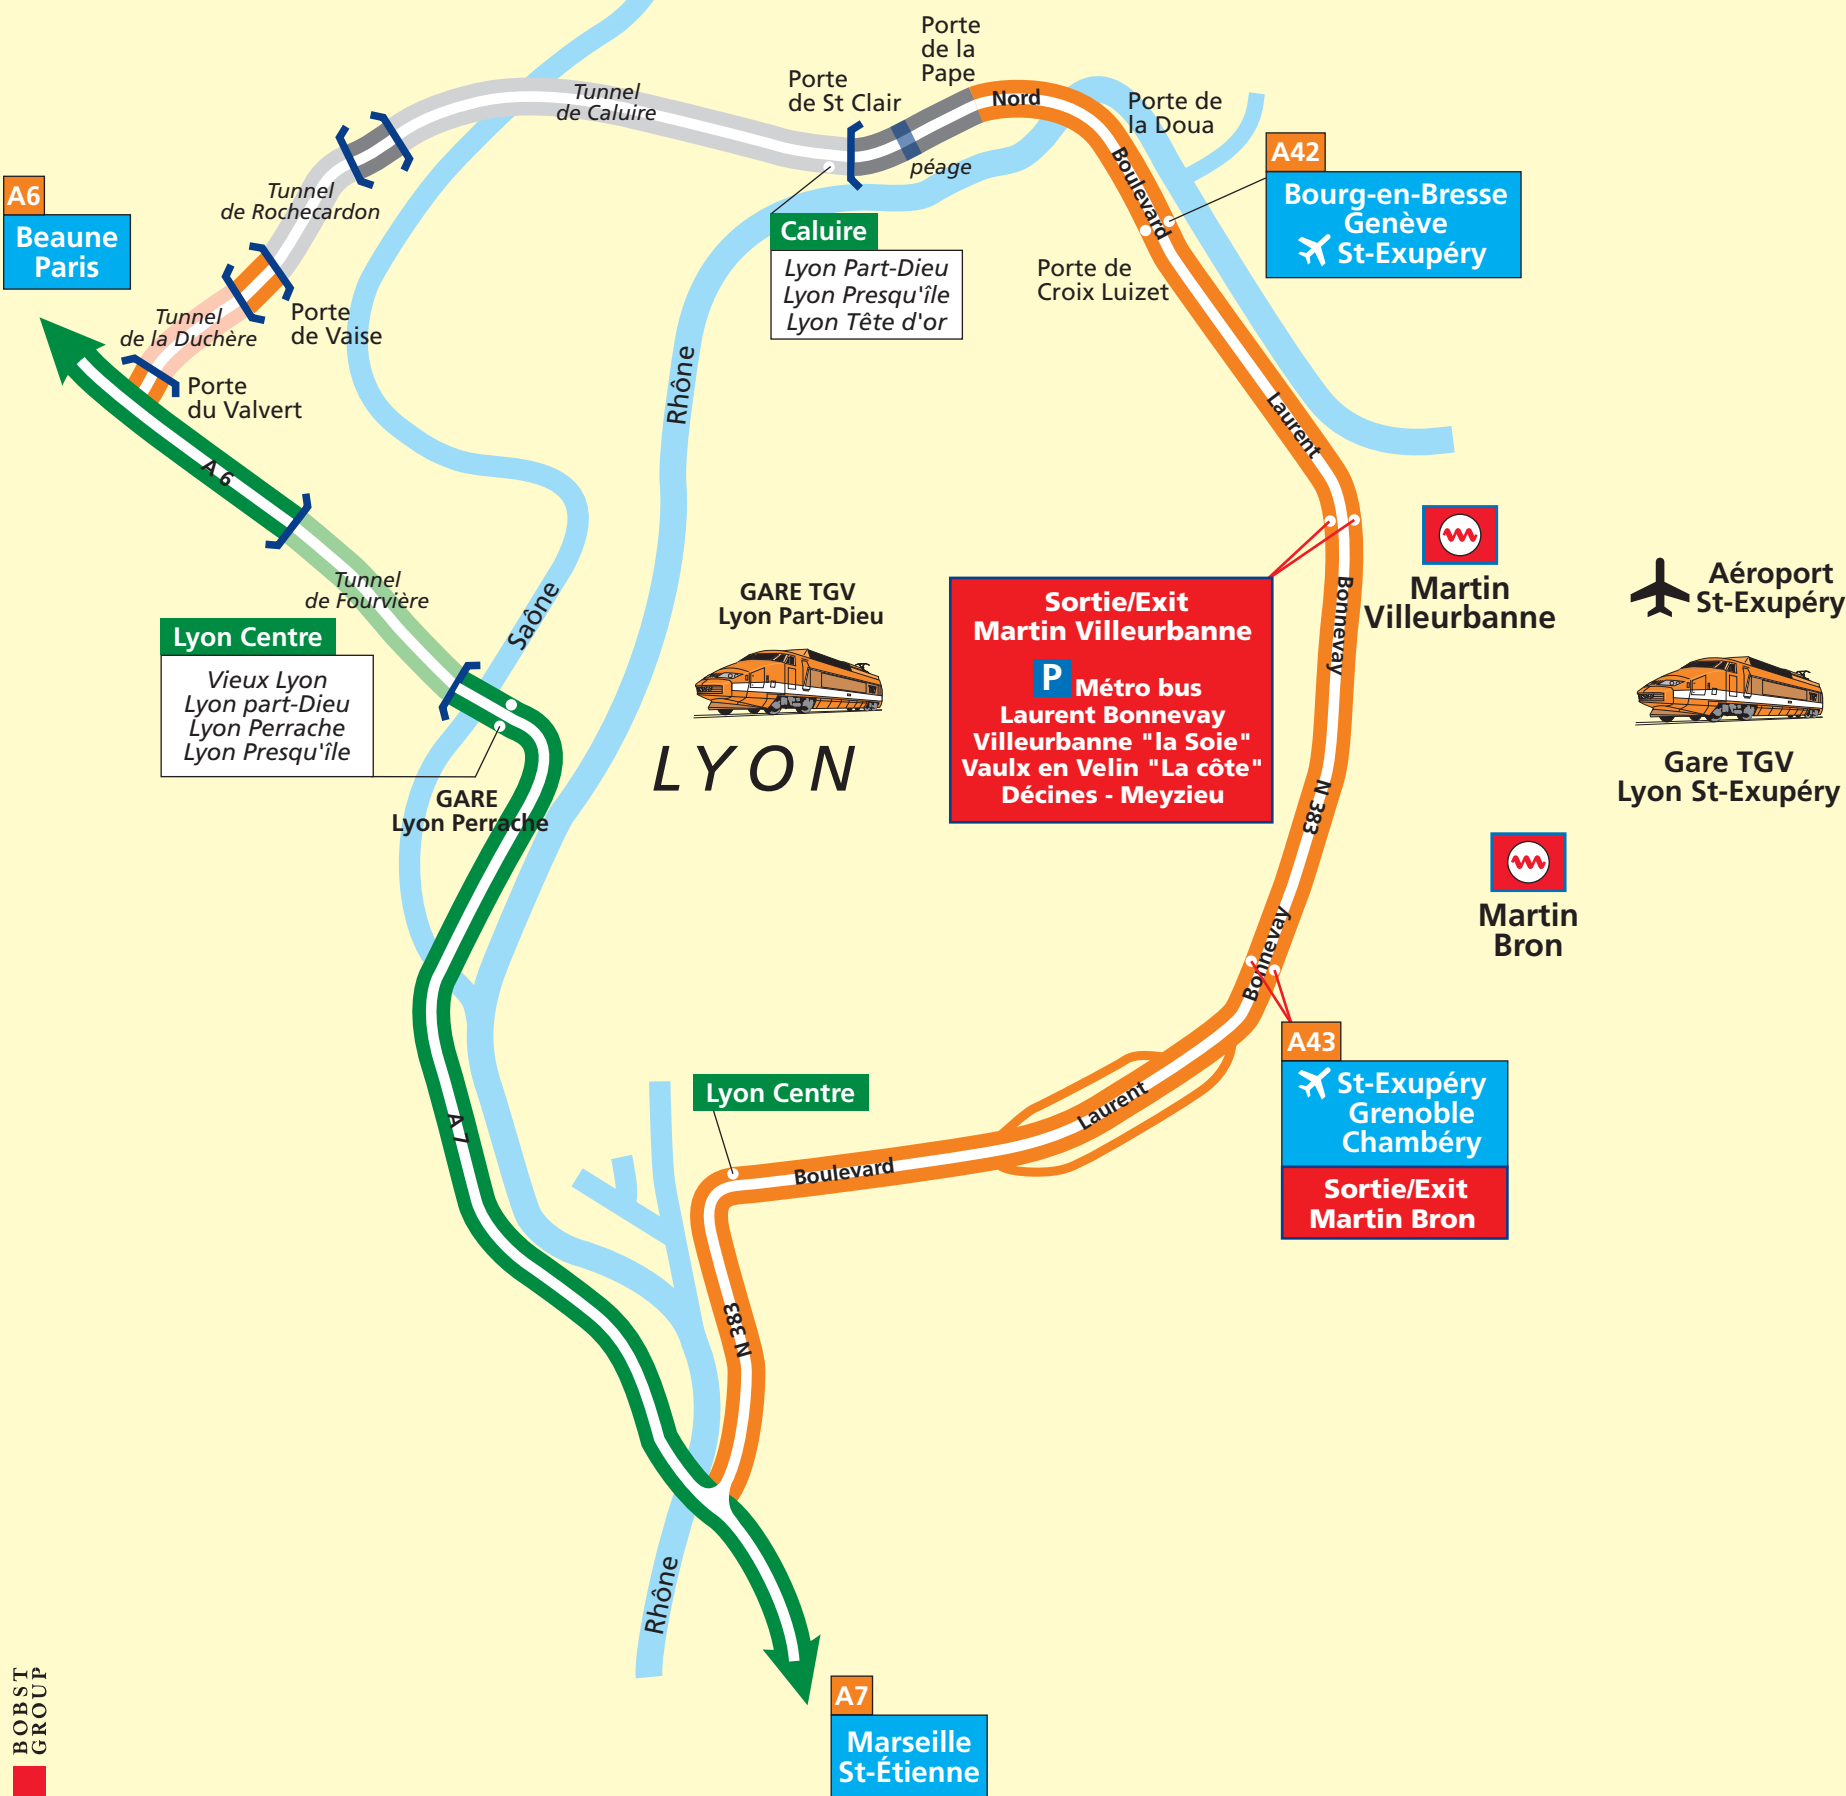 Porte
de la
Pape
Porte
de St Clair
Tunnel
de Caluire
Nord
Porte de
la Doua
péage
A42
Bourg-en-Bresse
Genève
St-Exupéry
Boulevard
A6
Beaune
Paris
Tunnel
de Rochecardon
Caluire
Lyon Part-Dieu
Lyon Presqu'île
Lyon Tête d'or
Porte de
Croix Luizet
Tunnel
de la Duchère
Porte
de Vaise
Porte
du Valvert
Rhône
Laurent
A 6
Tunnel
de Fourvière
Saône
GARE TGV
Lyon Part-Dieu
Sortie/Exit
Martin Villeurbanne
P Métro bus
Laurent Bonnevay
Villeurbanne "la Soie"
Vaulx en Velin "La côte"
Décines - Meyzieu
Bonnevay
Martin
Villeurbanne
Aéroport
St-Exupéry
Lyon Centre
Vieux Lyon
Lyon part-Dieu
Lyon Perrache
Lyon Presqu'île
LYON
Gare TGV
Lyon St-Exupéry
GARE
Lyon Perrache
N 383
Martin
Bron
Bonnevay
A43
St-Exupéry
Grenoble
Chambéry
Sortie/Exit
Martin Bron
Lyon Centre
A 7
Laurent
Boulevard
N 383
Rhône
A7
Marseille
St-Étienne
BOBST
GROUP